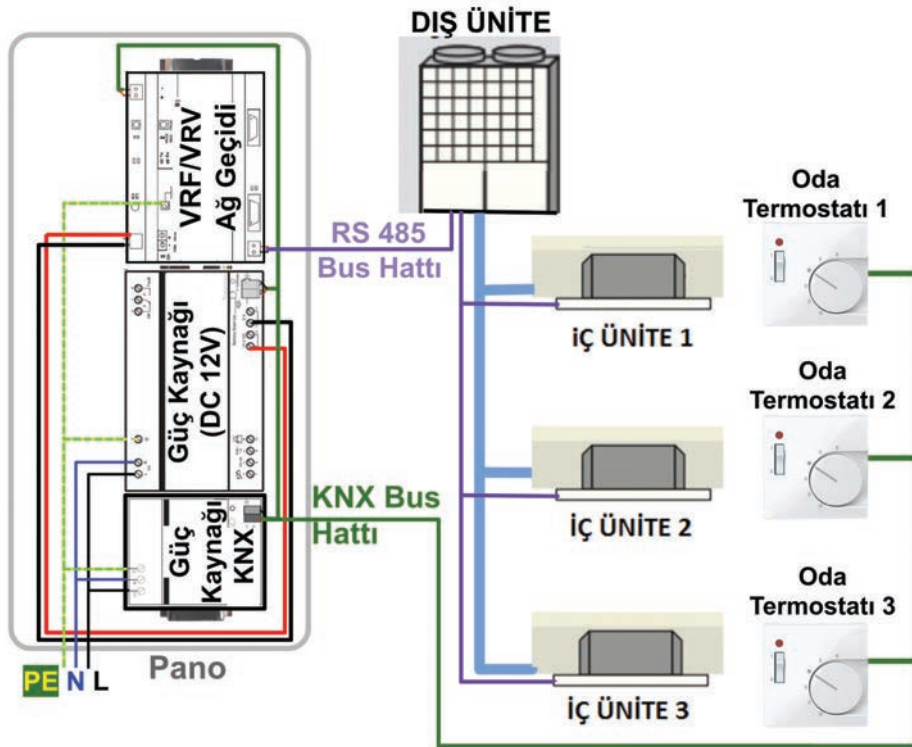 DIŞ ÜNİTE
VRF/VRV
Ağ Geçidi
RS 485
Bus Hattı
Güç Kaynağı
(DC 12V)
Güç
Kaynağı
KNX
KNX Bus
Hattı
Pano
PE N L
İÇ ÜNİTE 1
İÇ ÜNİTE 2
İÇ ÜNİTE 3
Oda
Termostatı 1
Oda
Termostatı 2
Oda
Termostatı 3